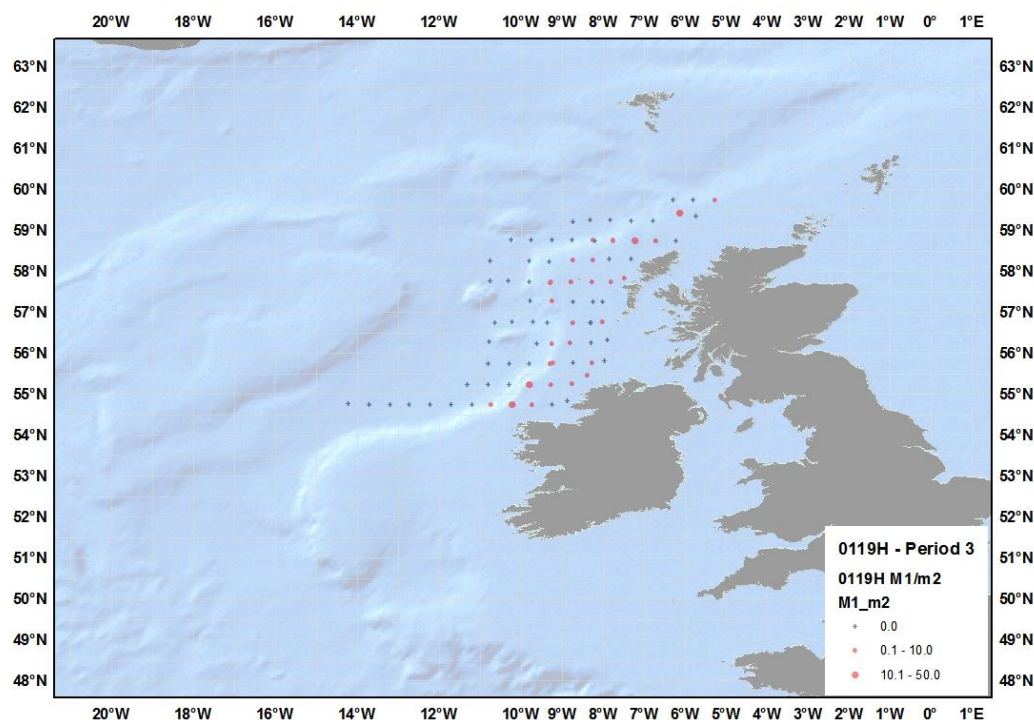 20°W 18°W 16°W 14°W 12°W 10°W 9°W 8°W 7°W 6°W 5°W 4°W 3°W 2°W 1°W 0° 1°E
63°N 63°N
62°N 62°N
61°N 61°N
60°N 60°N
59°N 59°N
58°N 58°N
57°N 57°N
56°N 56°N
55°N 55°N
54°N 54°N
53°N 53°N
52°N 52°N
51°N 51°N
50°N 50°N
49°N 49°N
48°N 48°N
0119H - Period 3
0119H M1/m2
M1_m2
0.0
0.1 - 10.0
10.1 - 50.0
20°W 18°W 16°W 14°W 12°W 10°W 9°W 8°W 7°W 6°W 5°W 4°W 3°W 2°W 1°W 0° 1°E